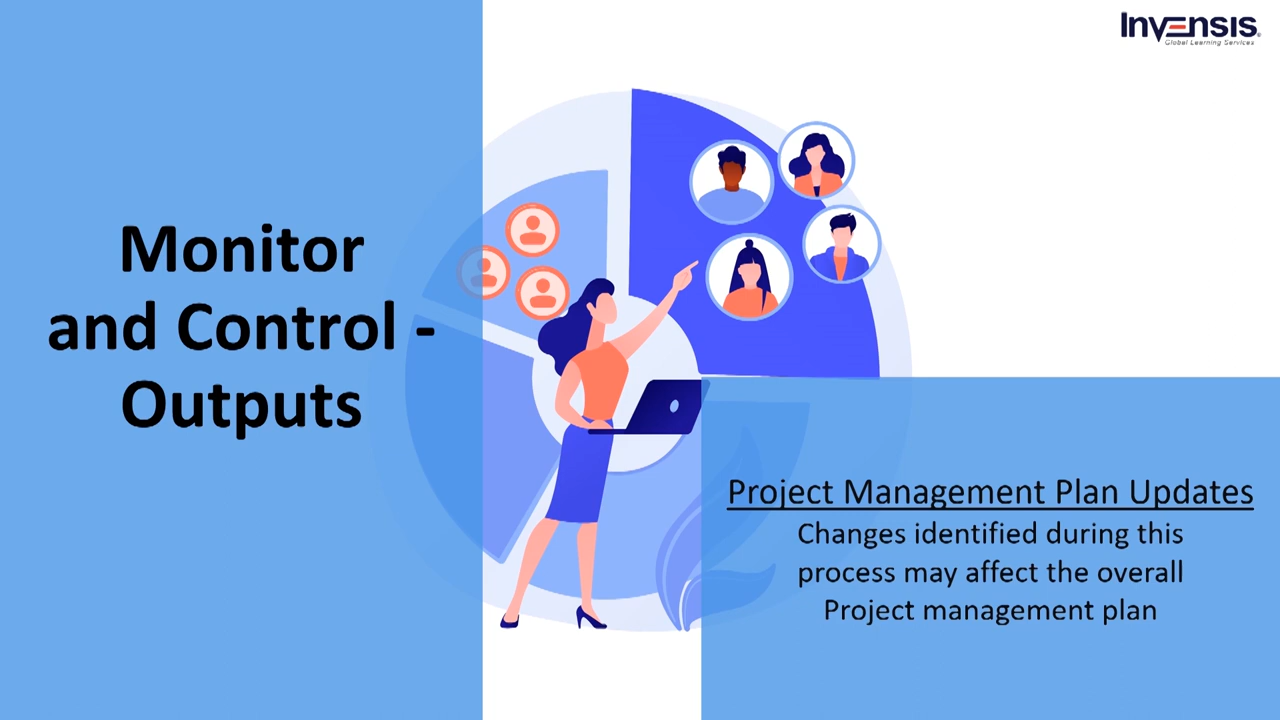 Invensis
Global Learning Services
Monitor
and Control -
Outputs
Project Management Plan Updates
Changes identified during this
process may affect the overall
Project management plan